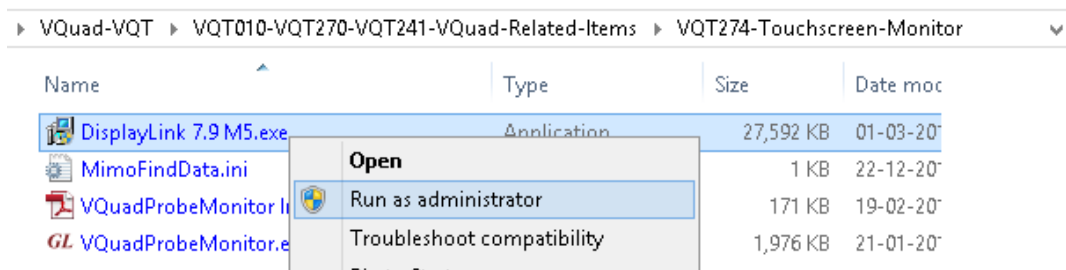 VQuad-VQT ▸ VQT010-VQT270-VQT241-VQuad-Related-Items ▸ VQT274-Touchscreen-Monitor
Name Type Size Date moc
DisplayLink 7.9 M5.exe Application 27,592 KB 01-03-20
MimoFindData.ini 1 KB 22-12-20
VQuadProbeMonitor 171 KB 19-02-20
GL VQuadProbeMonitor.e 1,976 KB 21-01-20
Open
Run as administrator
Troubleshoot compatibility